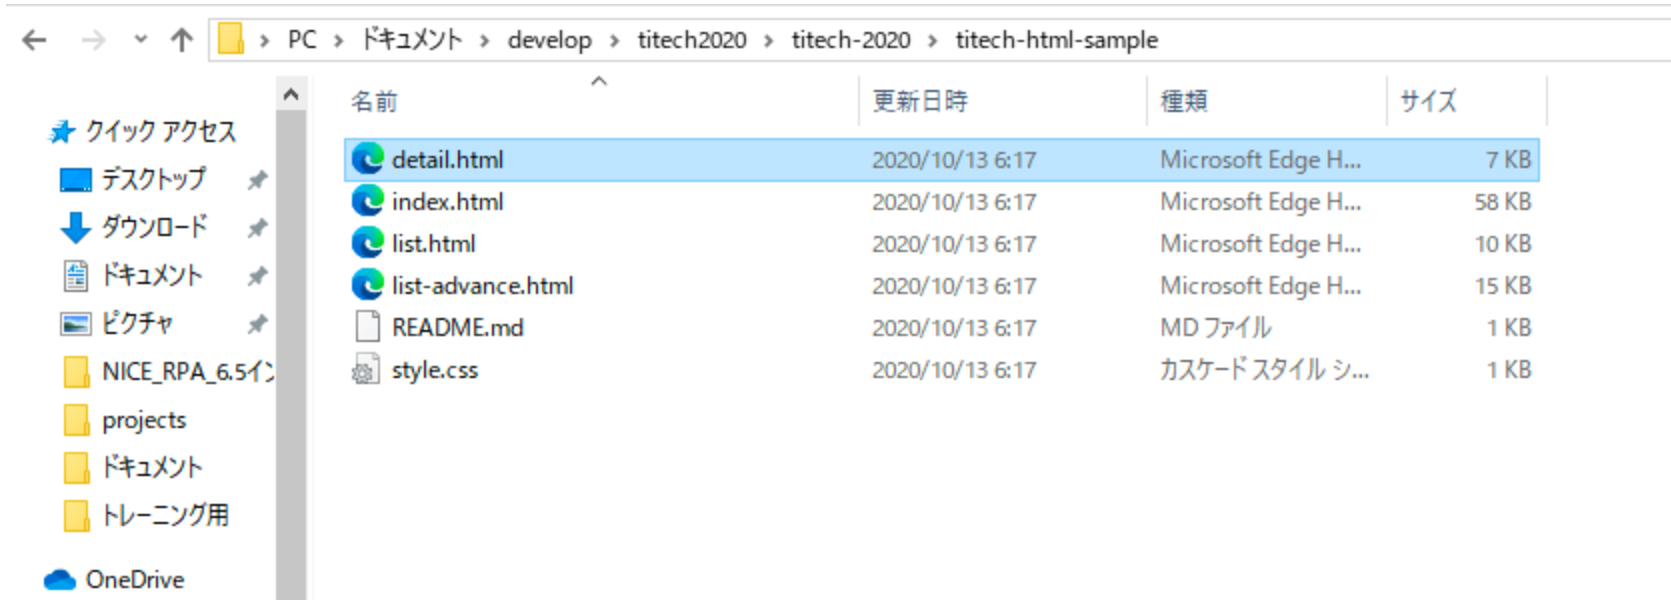 PC › ドキュメント › develop › titech2020 › titech-2020 › titech-html-sample
クイック アクセス
デスクトップ
ダウンロード
ドキュメント
ピクチャ
NICE_RPA_6.5イン
projects
ドキュメント
トレーニング用
OneDrive
名前 更新日時 種類 サイズ
detail.html 2020/10/13 6:17 Microsoft Edge H... 7 KB
index.html 2020/10/13 6:17 Microsoft Edge H... 58 KB
list.html 2020/10/13 6:17 Microsoft Edge H... 10 KB
list-advance.html 2020/10/13 6:17 Microsoft Edge H... 15 KB
README.md 2020/10/13 6:17 MD ファイル 1 KB
style.css 2020/10/13 6:17 カスケード スタイル シ... 1 KB